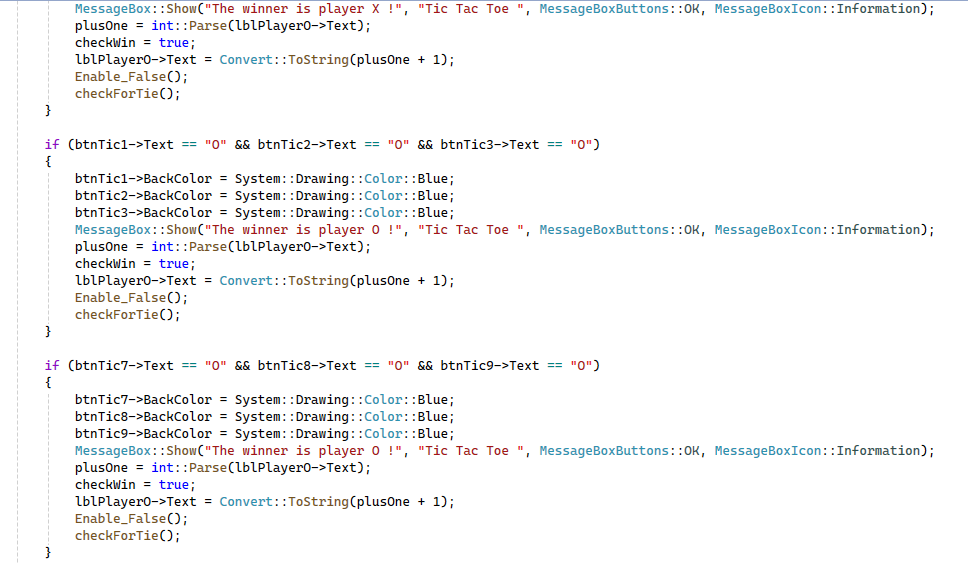 MessageBox::Show("The winner is player X !", "Tic Tac Toe ", MessageBoxButtons::OK, MessageBoxIcon::Information);
plusOne = int::Parse(lblPlayerO->Text);
checkWin = true;
lblPlayerO->Text = Convert::ToString(plusOne + 1);
Enable_False();
checkForTie();
}
if (btnTic1->Text == "O" && btnTic2->Text == "O" && btnTic3->Text == "O")
{
btnTic1->BackColor = System::Drawing::Color::Blue;
btnTic2->BackColor = System::Drawing::Color::Blue;
btnTic3->BackColor = System::Drawing::Color::Blue;
MessageBox::Show("The winner is player O !", "Tic Tac Toe ", MessageBoxButtons::OK, MessageBoxIcon::Information);
plusOne = int::Parse(lblPlayerO->Text);
checkWin = true;
lblPlayerO->Text = Convert::ToString(plusOne + 1);
Enable_False();
checkForTie();
}
if (btnTic7->Text == "O" && btnTic8->Text == "O" && btnTic9->Text == "O")
{
btnTic7->BackColor = System::Drawing::Color::Blue;
btnTic8->BackColor = System::Drawing::Color::Blue;
btnTic9->BackColor = System::Drawing::Color::Blue;
MessageBox::Show("The winner is player O !", "Tic Tac Toe ", MessageBoxButtons::OK, MessageBoxIcon::Information);
plusOne = int::Parse(lblPlayerO->Text);
checkWin = true;
lblPlayerO->Text = Convert::ToString(plusOne + 1);
Enable_False();
checkForTie();
}